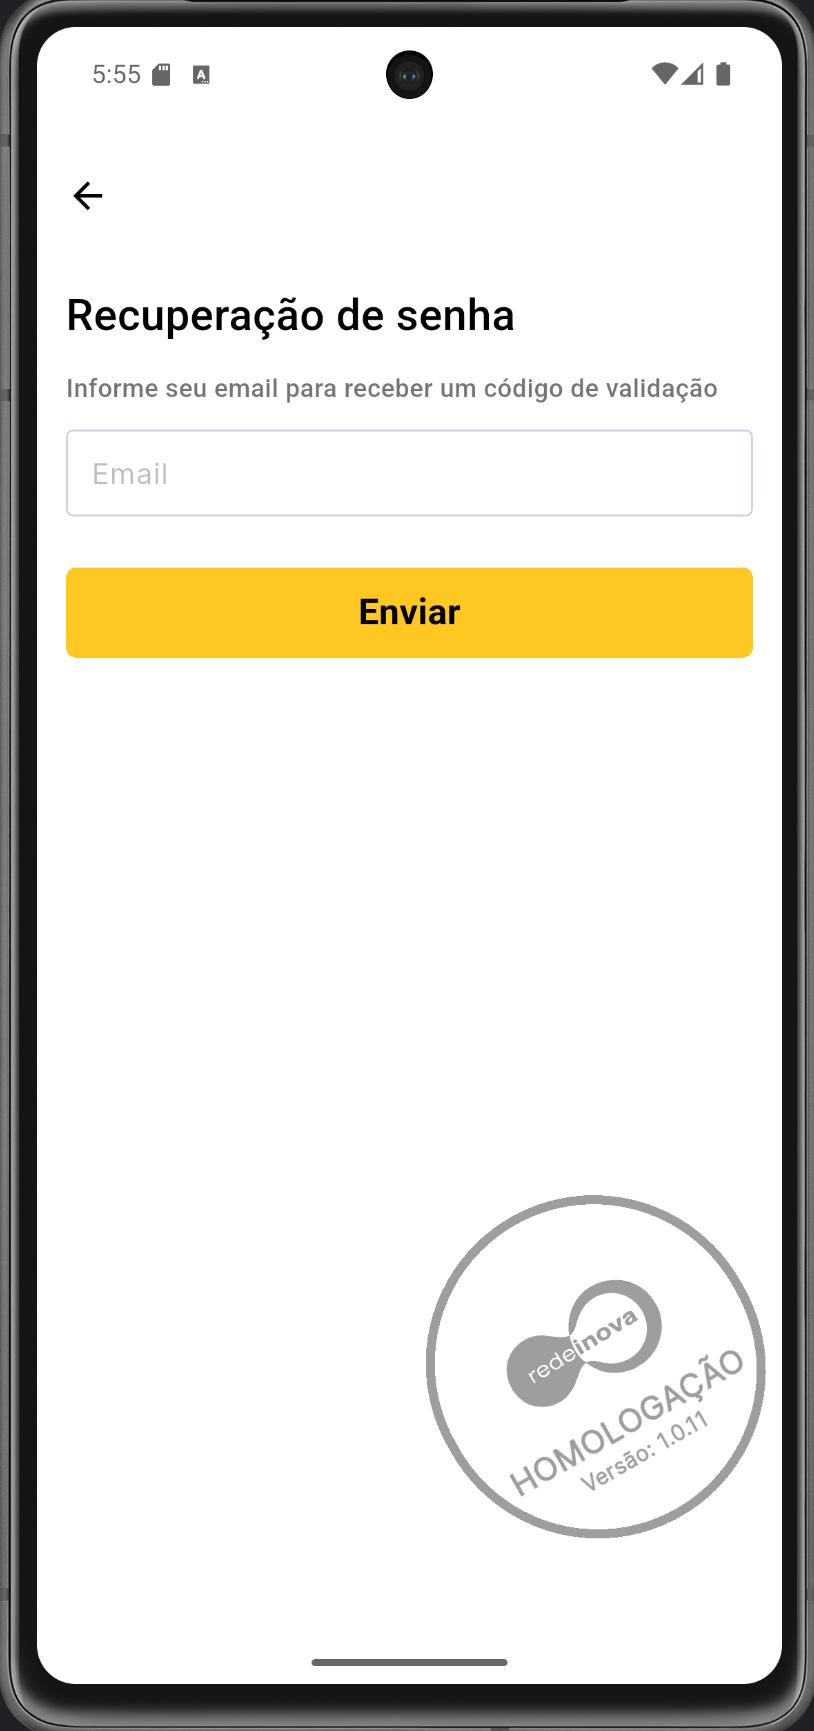 5:55
Recuperação de senha
Informe seu email para receber um código de validação
Email
Enviar
redeinova
HOMOLOGAÇÃO
Versão: 1.0.11